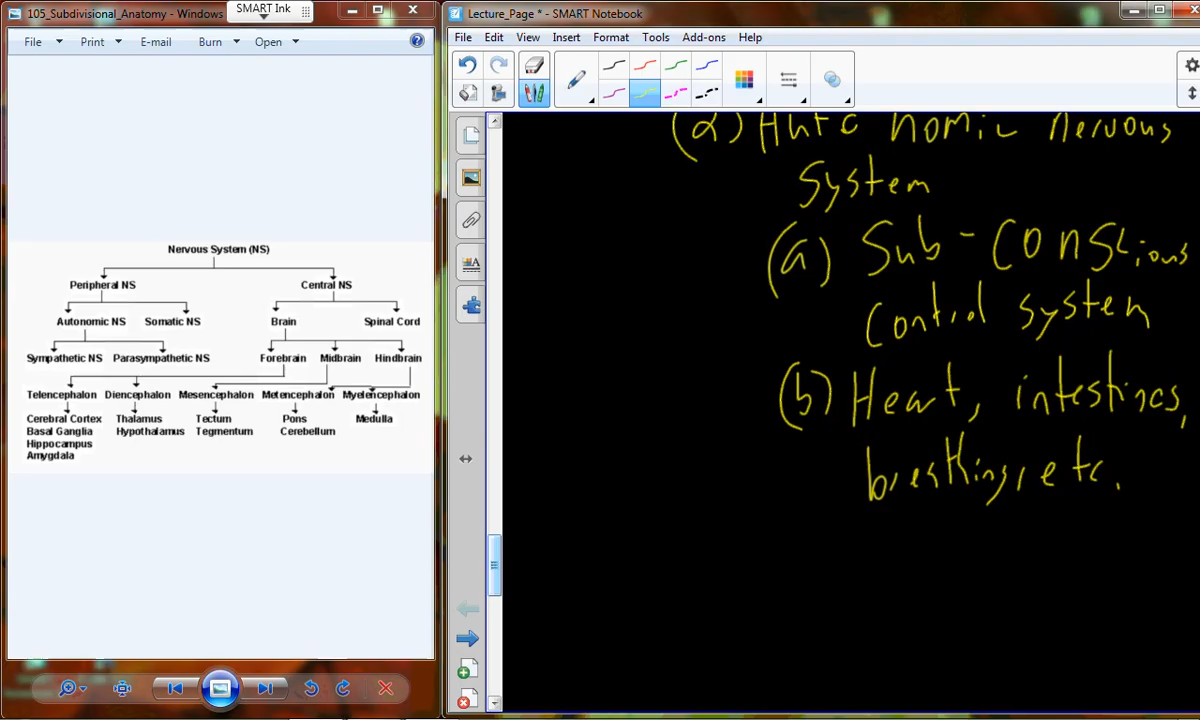 105_Subdivisional_Anatomy - Windows
SMART Ink
File Print E-mail Burn Open
Nervous System (NS)
Peripheral NS Central NS
Autonomic NS Somatic NS Brain Spinal Cord
Sympathetic NS Parasympathetic NS Forebrain Midbrain Hindbrain
Telencephalon Diencephalon Mesencephalon Metencephalon Myelencephalon
Cerebral Cortex Thalamus Tectum Pons Medulla
Basal Ganglia Hypothalamus Tegmentum Cerebellum
Hippocampus
Amygdala
Lecture_Page * - SMART Notebook
File Edit View Insert Format Tools Add-ons Help
(2) Autonomic nervous
system
(a) Sub-conscious
control system
(b) Heart, intestines,
breathing, etc.